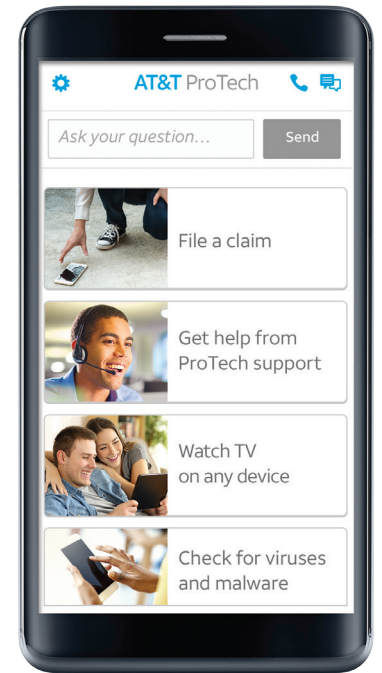 AT&T ProTech
Ask your question...
Send
File a claim
Get help from
ProTech support
Watch TV
on any device
Check for viruses
and malware